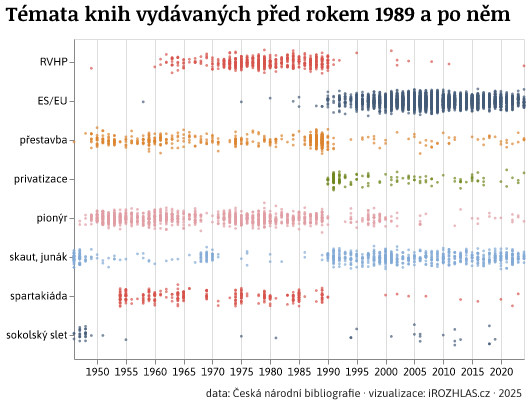 Témata knih vydávaných před rokem 1989 a po něm
RVHP
ES/EU
přestavba
privatizace
pionýr
skaut, junák
spartakiáda
sokolský slet
1950 1955 1960 1965 1970 1975 1980 1985 1990 1995 2000 2005 2010 2015 2020
data: Česká národní bibliografie · vizualizace: iROZHLAS.cz · 2025